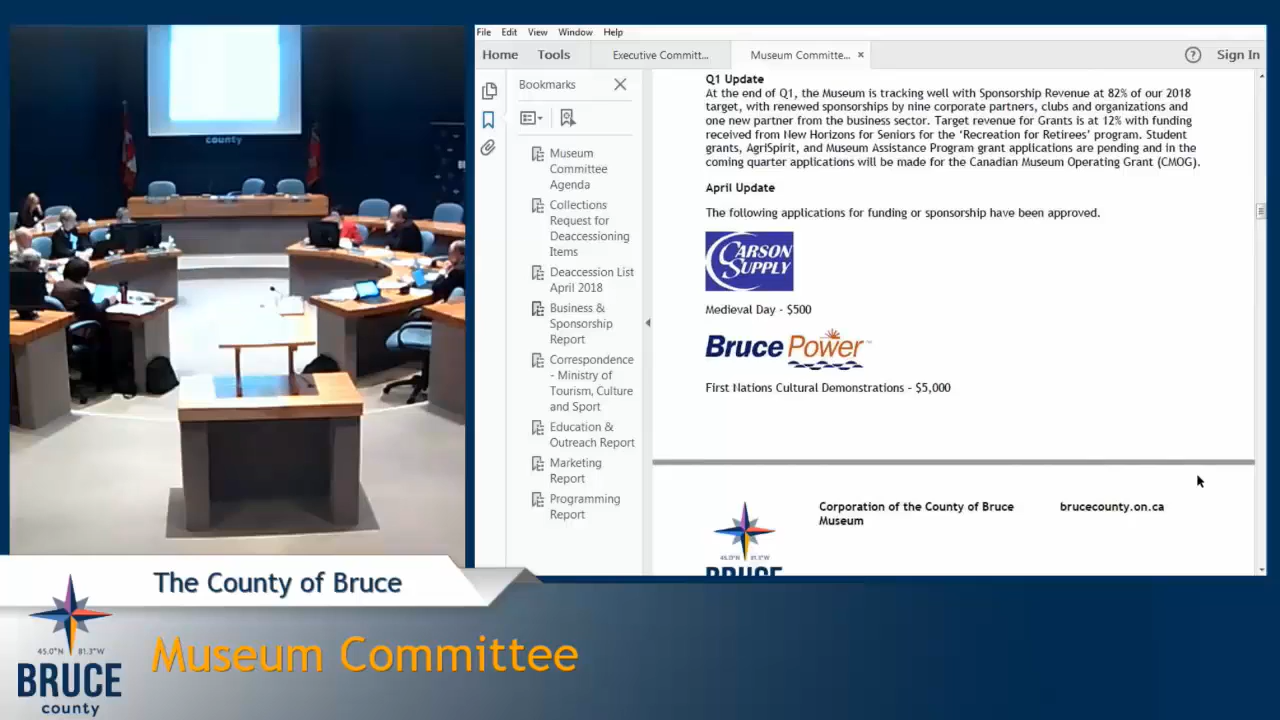 county
File Edit View Window Help
Home Tools Executive Committ... Museum Committe... × ? Sign In
Bookmarks
Museum
Committee
Agenda
Collections
Request for
Deaccessioning
Items
Deaccession List
April 2018
Business &
Sponsorship
Report
Correspondence
- Ministry of
Tourism, Culture
and Sport
Education &
Outreach Report
Marketing
Report
Programming
Report
Q1 Update
At the end of Q1, the Museum is tracking well with Sponsorship Revenue at 82% of our 2018
target, with renewed sponsorships by nine corporate partners, clubs and organizations and
one new partner from the business sector. Target revenue for Grants is at 12% with funding
received from New Horizons for Seniors for the ‘Recreation for Retirees’ program. Student
grants, AgriSpirit, and Museum Assistance Program grant applications are pending and in the
coming quarter applications will be made for the Canadian Museum Operating Grant (CMOG).
April Update
The following applications for funding or sponsorship have been approved.
CARSON
SUPPLY
Medieval Day - $500
Bruce Power™
First Nations Cultural Demonstrations - $5,000
Corporation of the County of Bruce
Museum
brucecounty.on.ca
45.0°N 81.3°W
BRUCE
The County of Bruce
Museum Committee
45.0°N 81.3°W
BRUCE
county